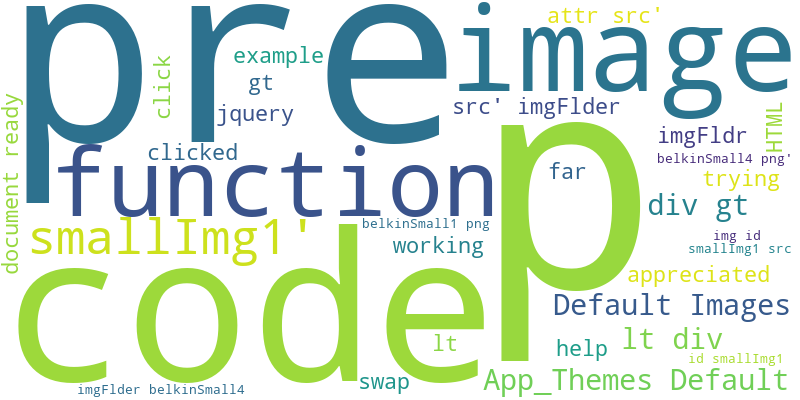 pre
image
attr src'
example
click
gt
jquery
src' imgFlder
HTML
document ready
clicked
function
p
imgFldr
belkinSmall4 png'
far
trying
div gt
smallImg1'
belkinSmall1 png
working
img id
smallImg1 src
code
appreciated
Default Images
lt
help
lt div
id smallImg1
swap
App_Themes Default
imgFlder belkinSmall4